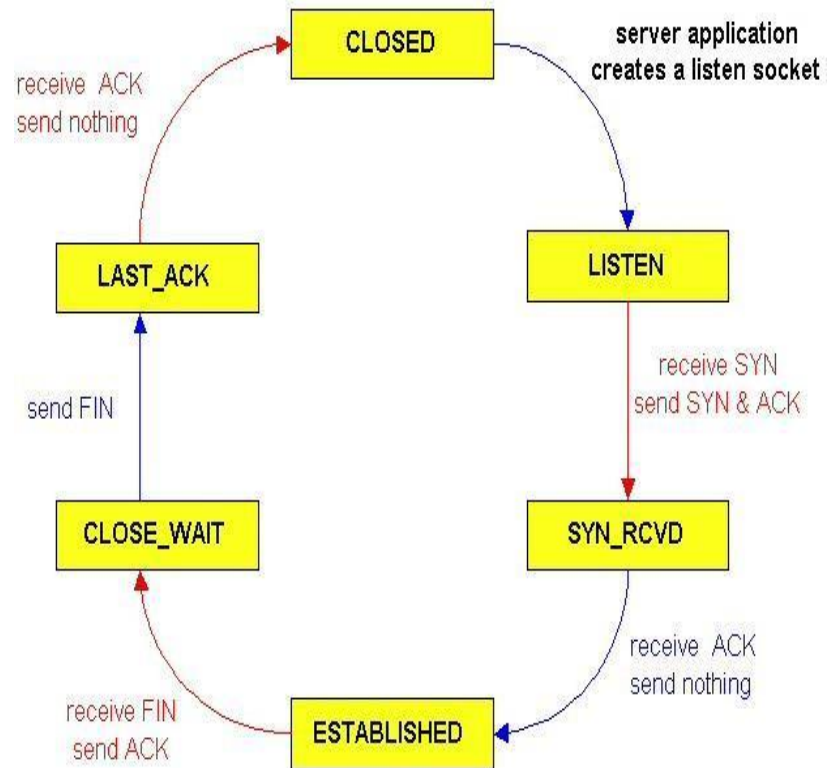 CLOSED
server application
creates a listen socket
receive ACK
send nothing
LAST_ACK
LISTEN
receive SYN
send SYN & ACK
send FIN
CLOSE_WAIT
SYN_RCVD
receive ACK
send nothing
receive FIN
send ACK
ESTABLISHED